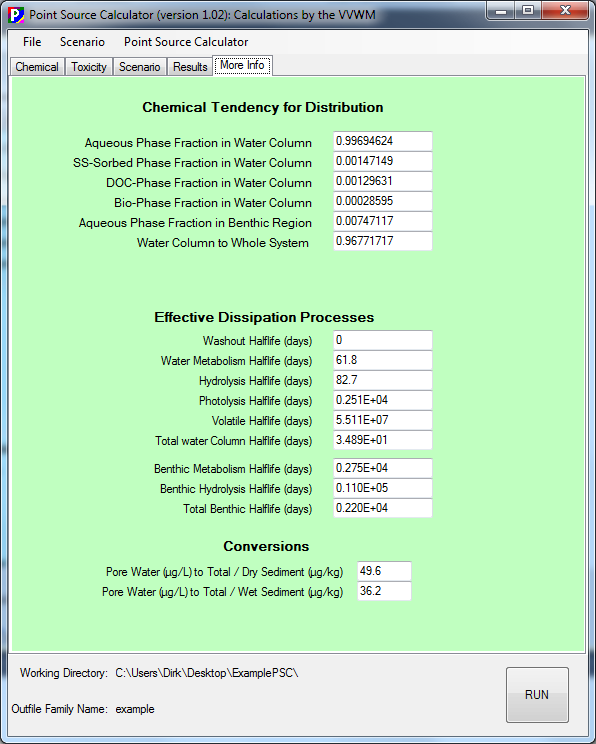 Point Source Calculator (version 1.02): Calculations by the VVWM
File Scenario Point Source Calculator
Chemical Toxicity Scenario Results More Info
Chemical Tendency for Distribution
Aqueous Phase Fraction in Water Column 0.99694624
SS-Sorbed Phase Fraction in Water Column 0.00147149
DOC-Phase Fraction in Water Column 0.00129631
Bio-Phase Fraction in Water Column 0.00028595
Aqueous Phase Fraction in Benthic Region 0.00747117
Water Column to Whole System 0.96771717
Effective Dissipation Processes
Washout Halflife (days) 0
Water Metabolism Halflife (days) 61.8
Hydrolysis Halflife (days) 82.7
Photolysis Halflife (days) 0.251E+04
Volatile Halflife (days) 5.511E+07
Total water Column Halflife (days) 3.489E+01
Benthic Metabolism Halflife (days) 0.275E+04
Benthic Hydrolysis Halflife (days) 0.110E+05
Total Benthic Halflife (days) 0.220E+04
Conversions
Pore Water (µg/L) to Total / Dry Sediment (µg/kg) 49.6
Pore Water (µg/L) to Total / Wet Sediment (µg/kg) 36.2
Working Directory: C:\Users\Dirk\Desktop\ExamplePSC\
RUN
Outfile Family Name: example